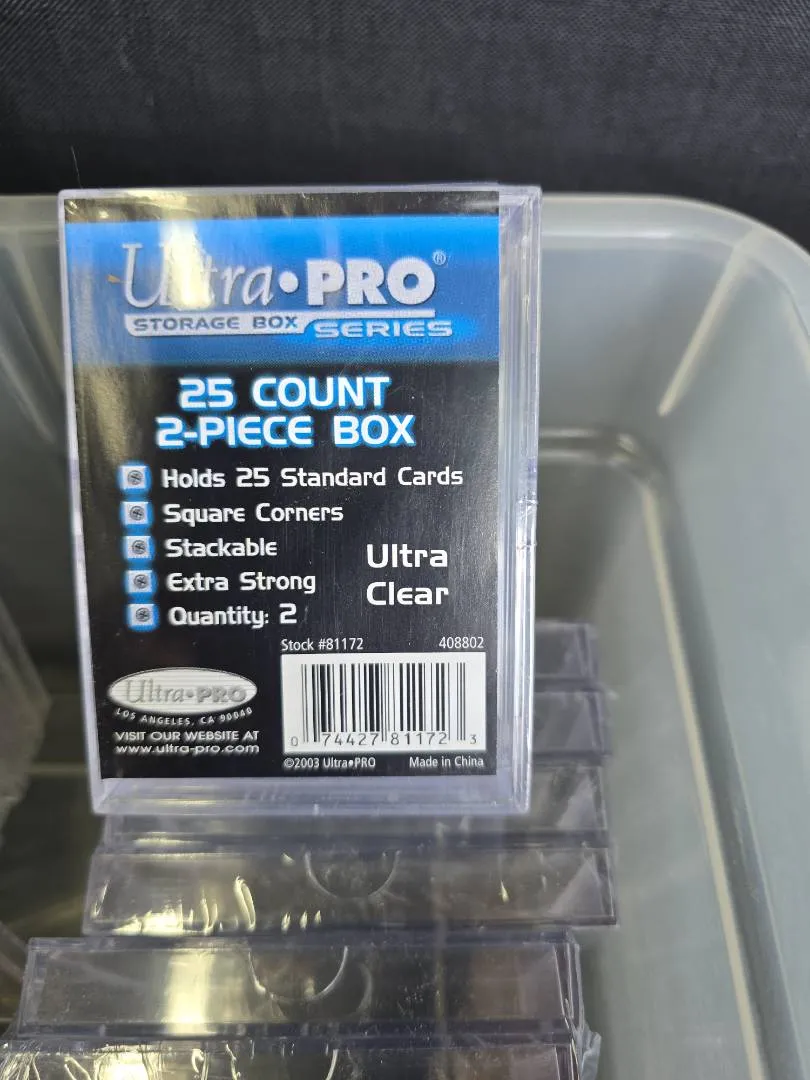 Ultra•PRO®
STORAGE BOX SERIES
25 COUNT
2-PIECE BOX
Holds 25 Standard Cards
Square Corners
Stackable
Extra Strong
Quantity: 2
Ultra
Clear
Stock #81172 408802
Ultra•PRO
LOS ANGELES, CA 90040
VISIT OUR WEBSITE AT
www.ultra-pro.com
0 74427 81172 3
©2003 Ultra•PRO Made in China